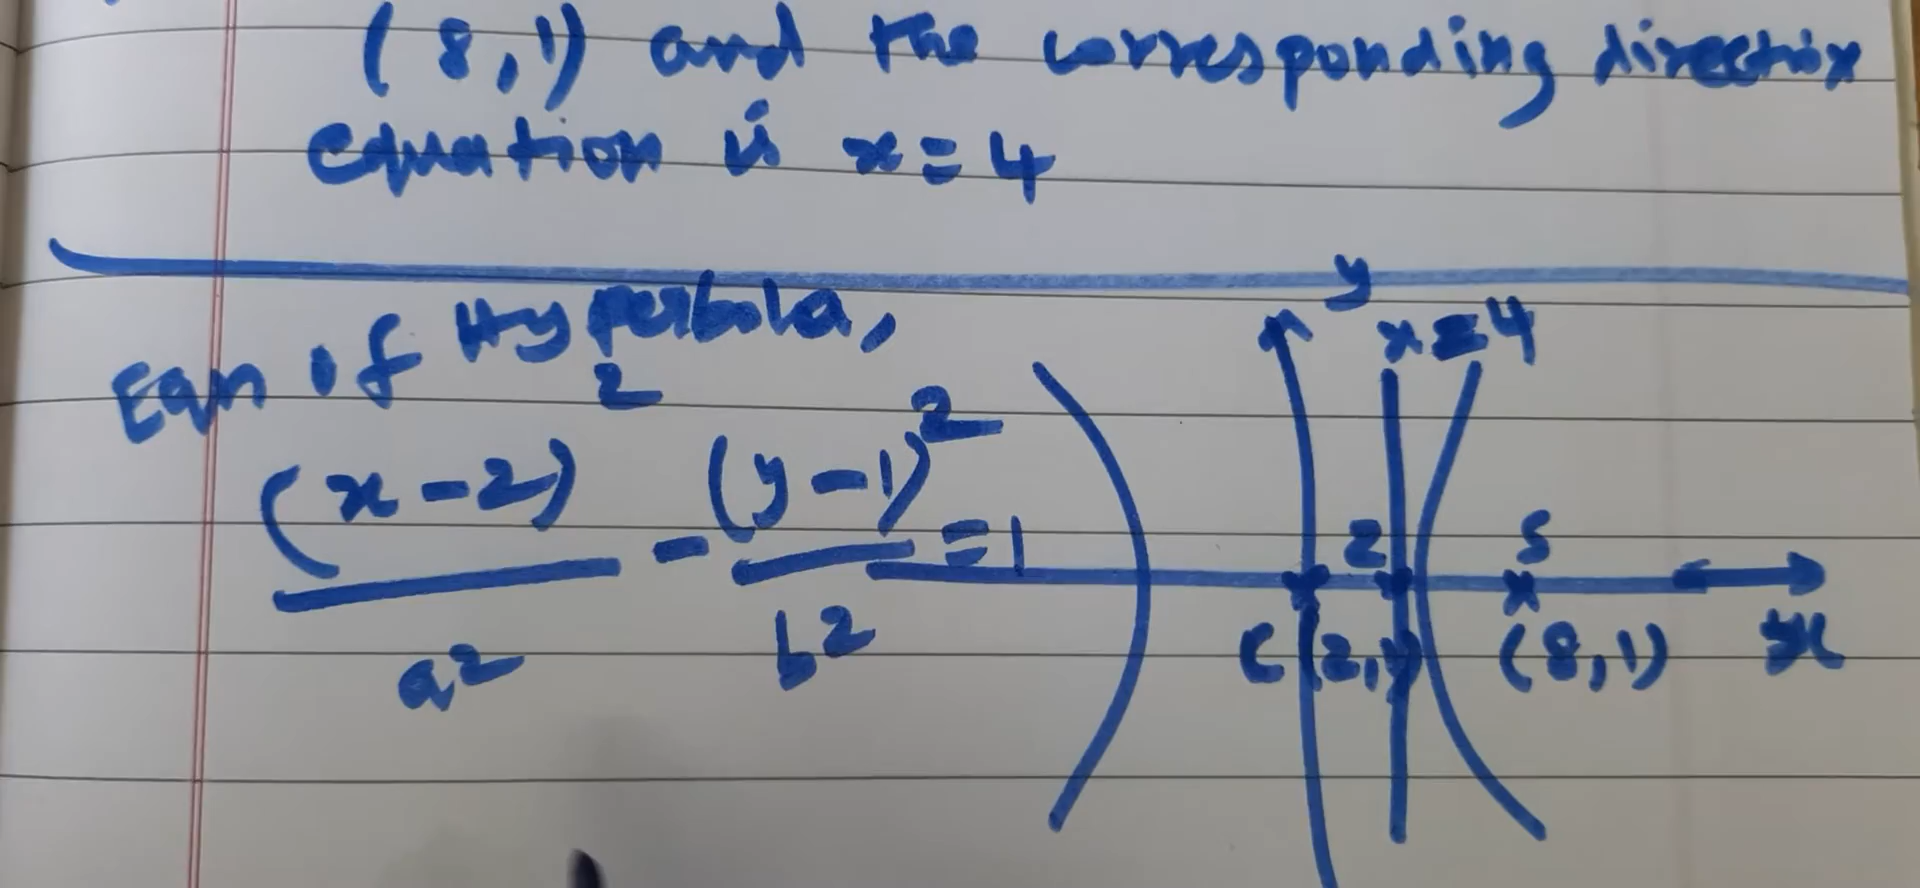 (8,1) and the corresponding directrix
equation is x=4
Eqn of Hyperbola,
(x-2)² / a² - (y-1)² / b² = 1
y
x=4
Z
S
C(2,1)
(8,1)
x